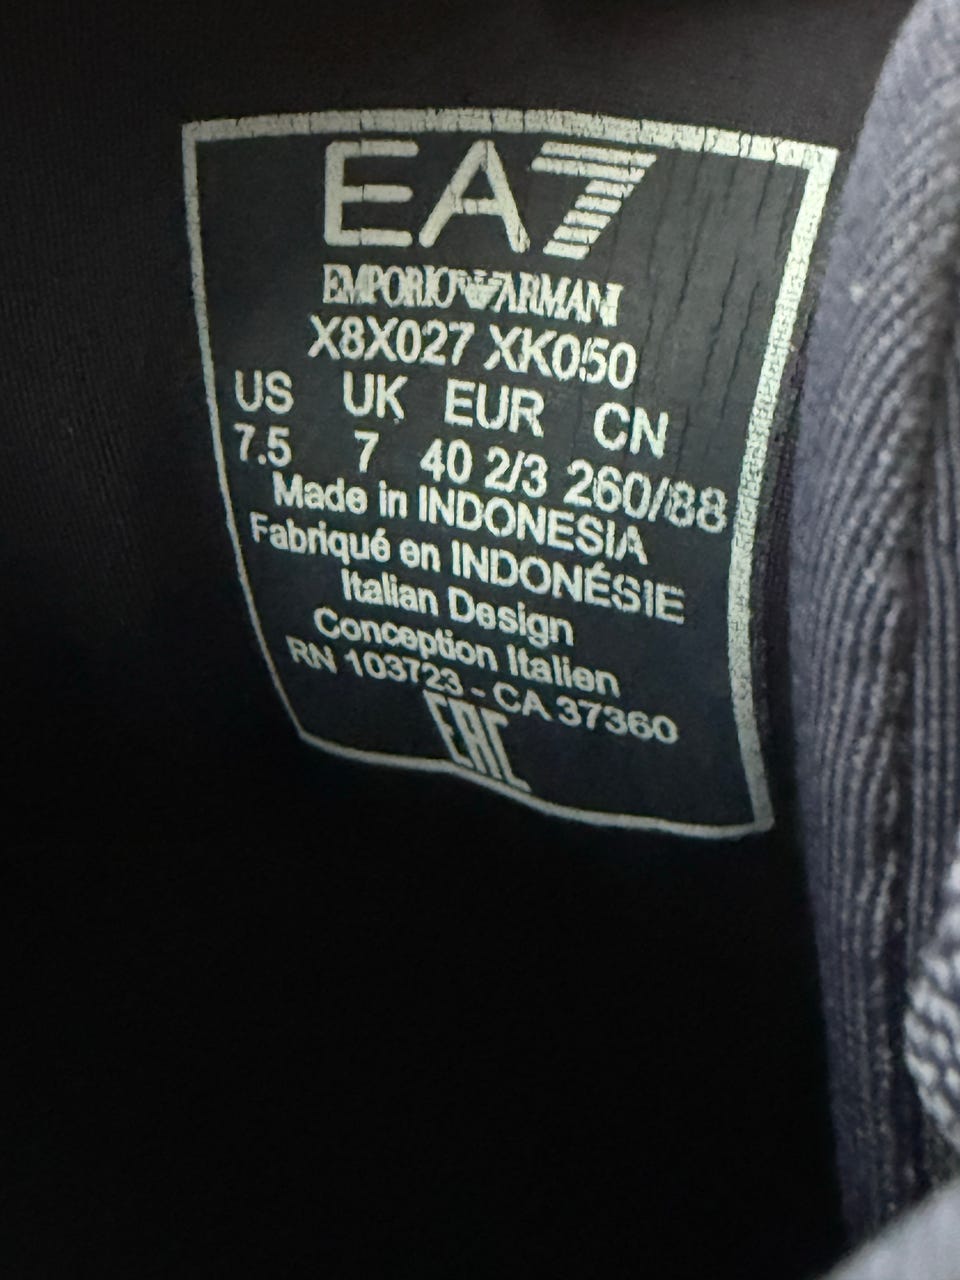 EA7
EMPORIO ARMANI
X8X027 XK050
US UK EUR CN
7.5 7 40 2/3 260/88
Made in INDONESIA
Fabriqué en INDONÉSIE
Italian Design
Conception Italien
RN 103723 - CA 37360
EAC